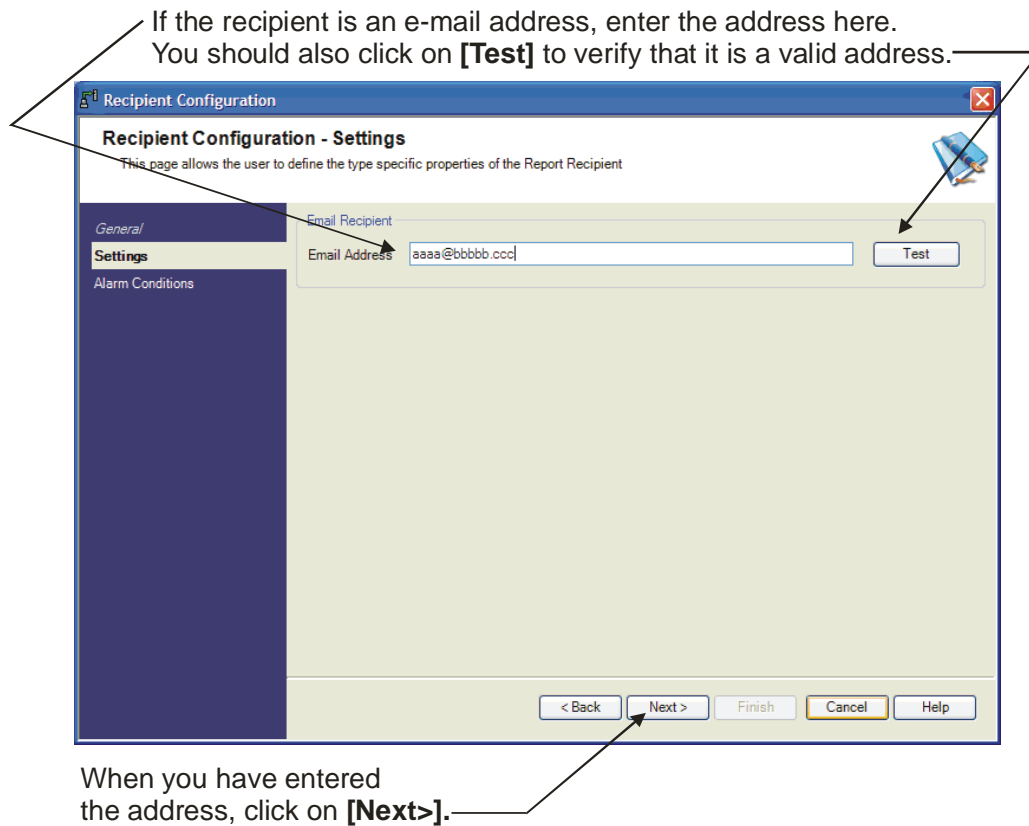 If the recipient is an e-mail address, enter the address here.
You should also click on [Test] to verify that it is a valid address.
Recipient Configuration
Recipient Configuration - Settings
This page allows the user to define the type specific properties of the Report Recipient
General
Settings
Alarm Conditions
Email Recipient
Email Address aaaa@bbbbb.ccc Test
< Back Next > Finish Cancel Help
When you have entered
the address, click on [Next>].